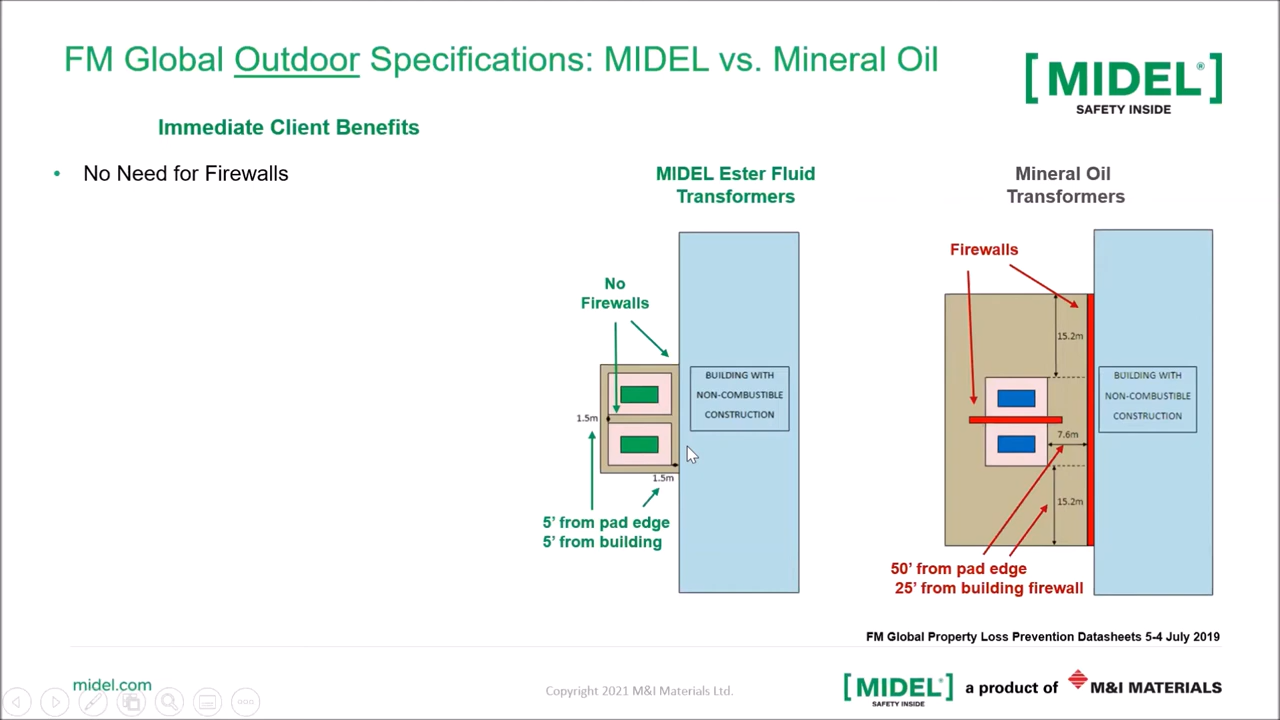 FM Global Outdoor Specifications: MIDEL vs. Mineral Oil
[MIDEL®]
SAFETY INSIDE
Immediate Client Benefits
• No Need for Firewalls
MIDEL Ester Fluid
Transformers
Mineral Oil
Transformers
No
Firewalls
BUILDING WITH
NON-COMBUSTIBLE
CONSTRUCTION
1.5m
1.5m
5’ from pad edge
5’ from building
Firewalls
15.2m
BUILDING WITH
NON-COMBUSTIBLE
CONSTRUCTION
7.6m
15.2m
50’ from pad edge
25’ from building firewall
FM Global Property Loss Prevention Datasheets 5-4 July 2019
midel.com
Copyright 2021 M&I Materials Ltd.
[MIDEL®]
SAFETY INSIDE
a product of
M&I MATERIALS